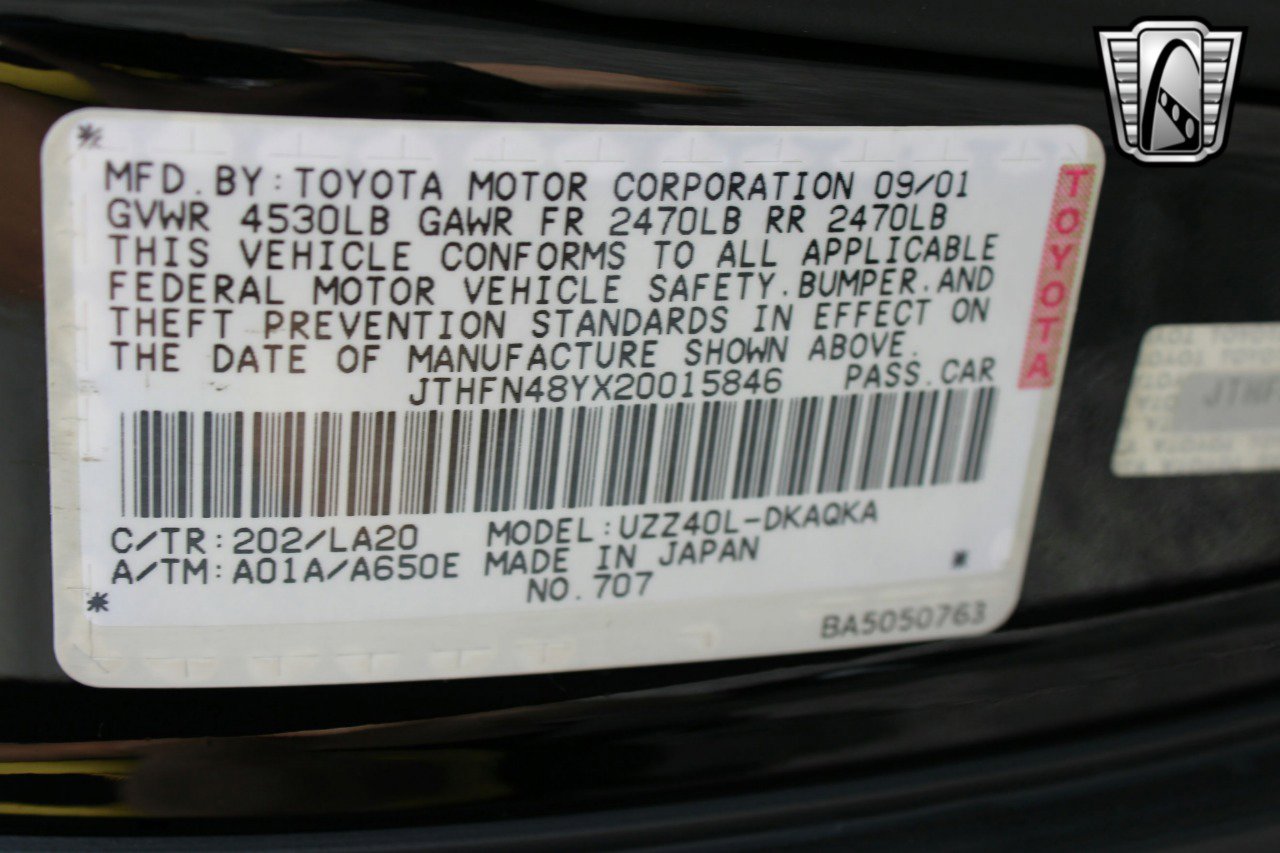 MFD.BY:TOYOTA MOTOR CORPORATION 09/01
GVWR 4530LB GAWR FR 2470LB RR 2470LB
THIS VEHICLE CONFORMS TO ALL APPLICABLE
FEDERAL MOTOR VEHICLE SAFETY.BUMPER.AND
THEFT PREVENTION STANDARDS IN EFFECT ON
THE DATE OF MANUFACTURE SHOWN ABOVE.
JTHFN48YX20015846 PASS.CAR
C/TR:202/LA20 MODEL:UZZ40L-DKAQKA
A/TM:A01A/A650E MADE IN JAPAN
NO.707
BA5050763
TOYOTA